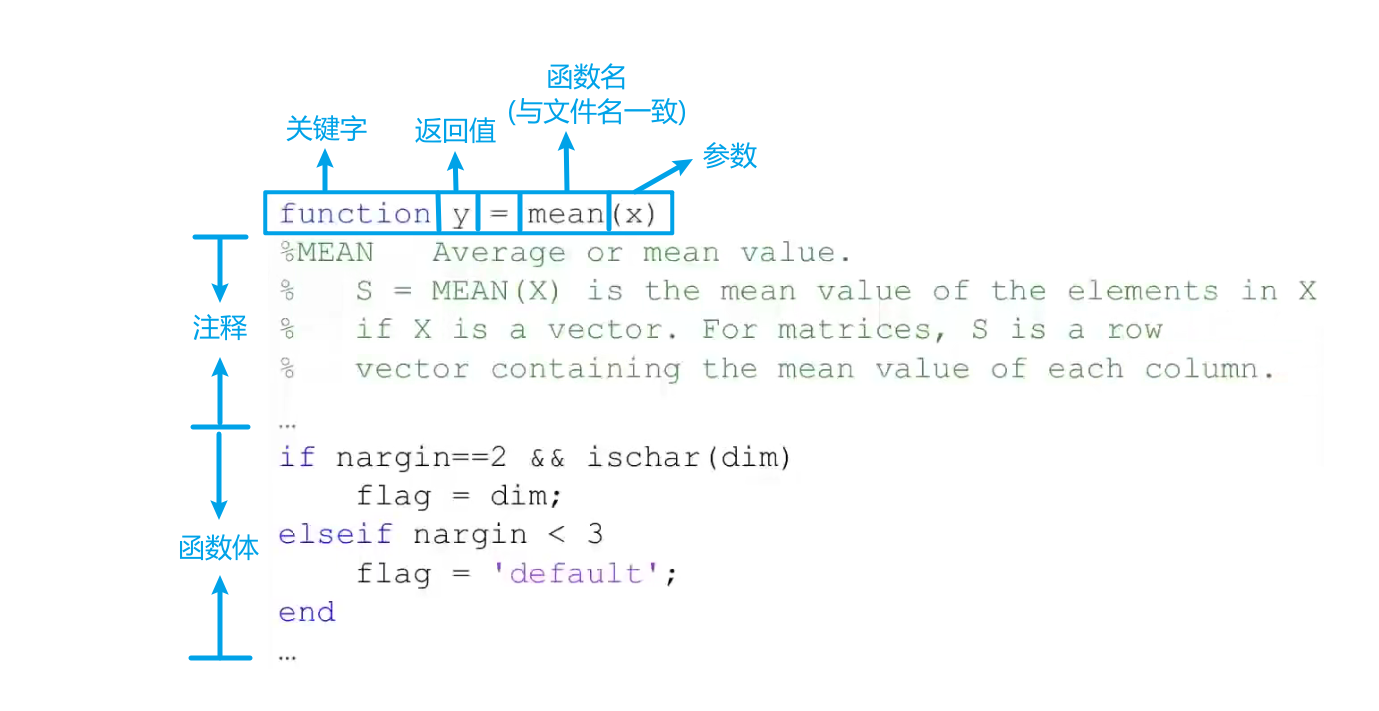 函数名
(与文件名一致)
关键字
返回值
参数
function y = mean(x)
%MEAN   Average or mean value.
%   S = MEAN(X) is the mean value of the elements in X
注释
%   if X is a vector. For matrices, S is a row
%   vector containing the mean value of each column.
…
if nargin==2 && ischar(dim)
    flag = dim;
函数体
elseif nargin < 3
    flag = 'default';
end
…